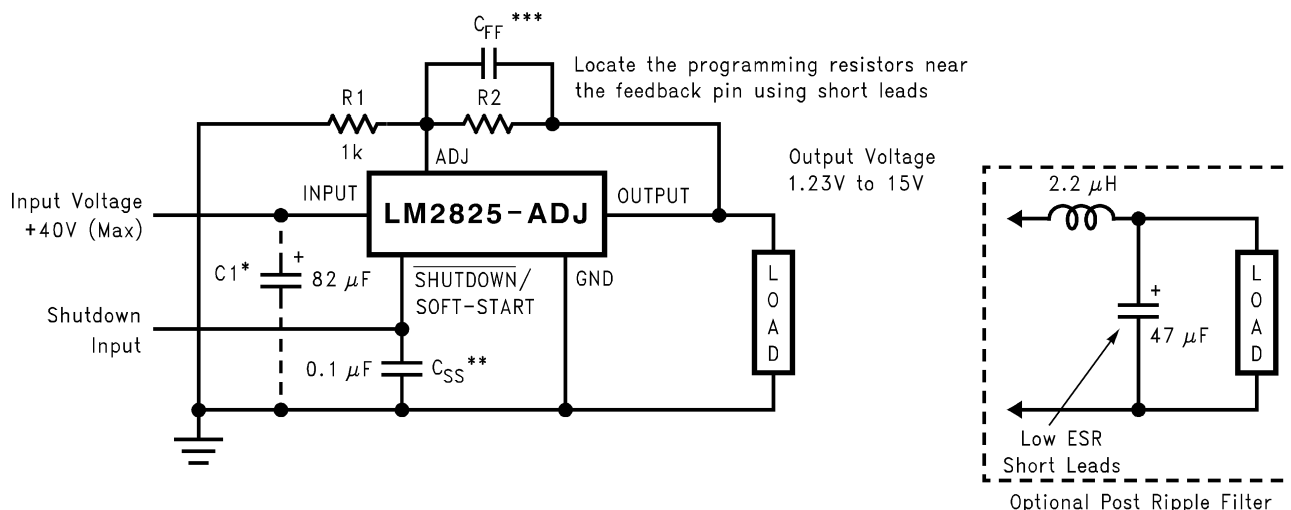 C_FF ***
Locate the programming resistors near
the feedback pin using short leads
R1
R2
1k
ADJ
Output Voltage
1.23V to 15V
2.2 μH
INPUT
LM2825-ADJ
OUTPUT
Input Voltage
+40V (Max)
C1*
+
82 μF
SHUTDOWN/
SOFT-START
GND
LOAD
+
47 μF
LOAD
Shutdown
Input
0.1 μF
C_SS**
Low ESR
Short Leads
Optional Post Ripple Filter